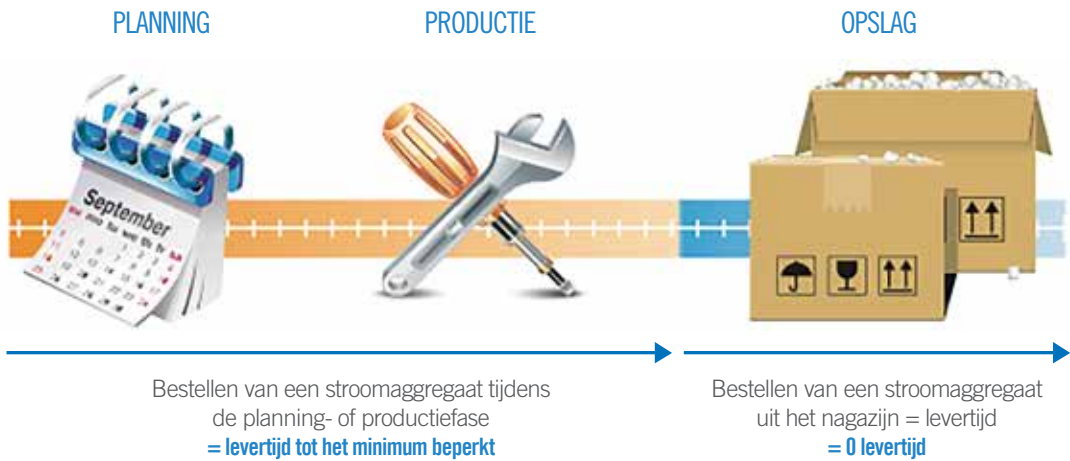 PLANNING
PRODUCTIE
OPSLAG
September
Bestellen van een stroomaggregaat tijdens
de planning- of productiefase
= levertijd tot het minimum beperkt
Bestellen van een stroomaggregaat
uit het nagazijn = levertijd
= 0 levertijd